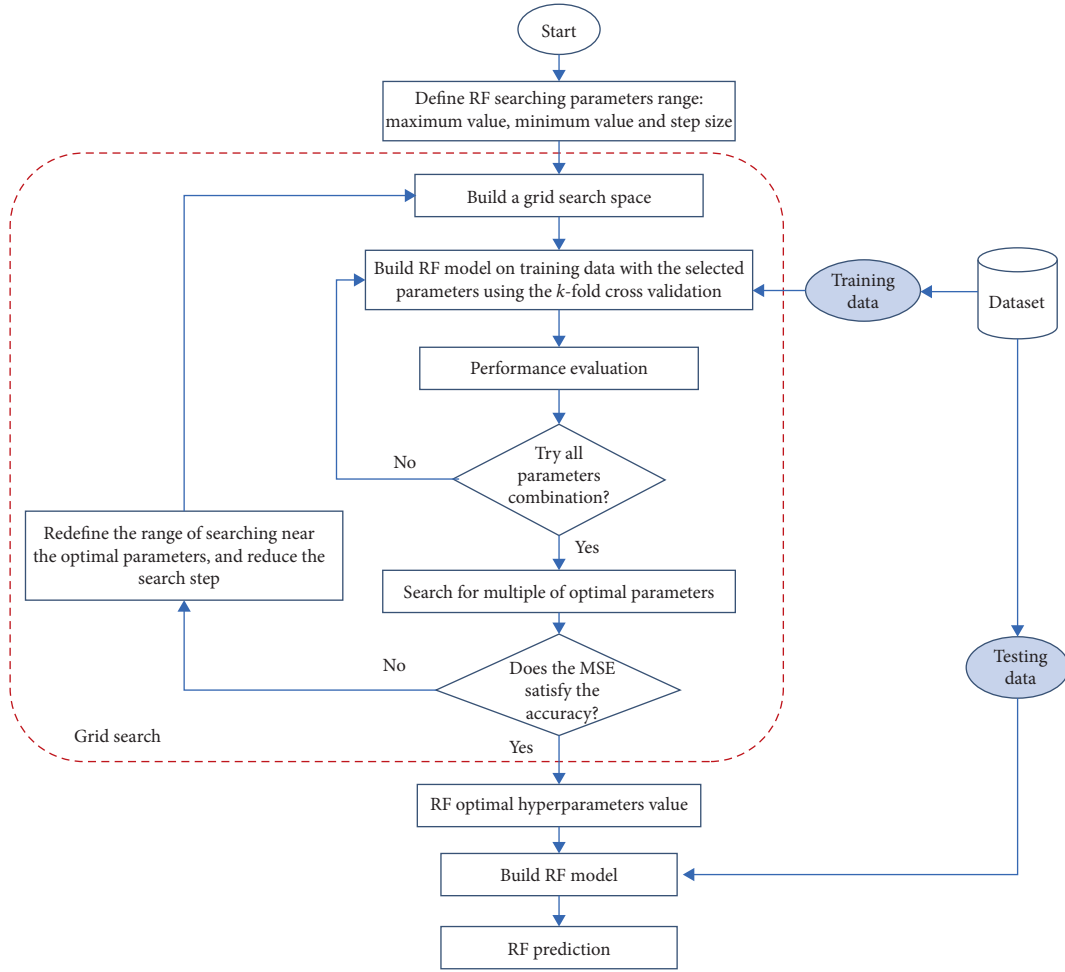 Start
Define RF searching parameters range:
maximum value, minimum value and step size
Build a grid search space
Build RF model on training data with the selected
parameters using the k-fold cross validation
Training
data
Dataset
Performance evaluation
Try all
parameters
combination?
No
Yes
Redefine the range of searching near
the optimal parameters, and reduce the
search step
Search for multiple of optimal parameters
Does the MSE
satisfy the
accuracy?
No
Yes
Testing
data
Grid search
RF optimal hyperparameters value
Build RF model
RF prediction